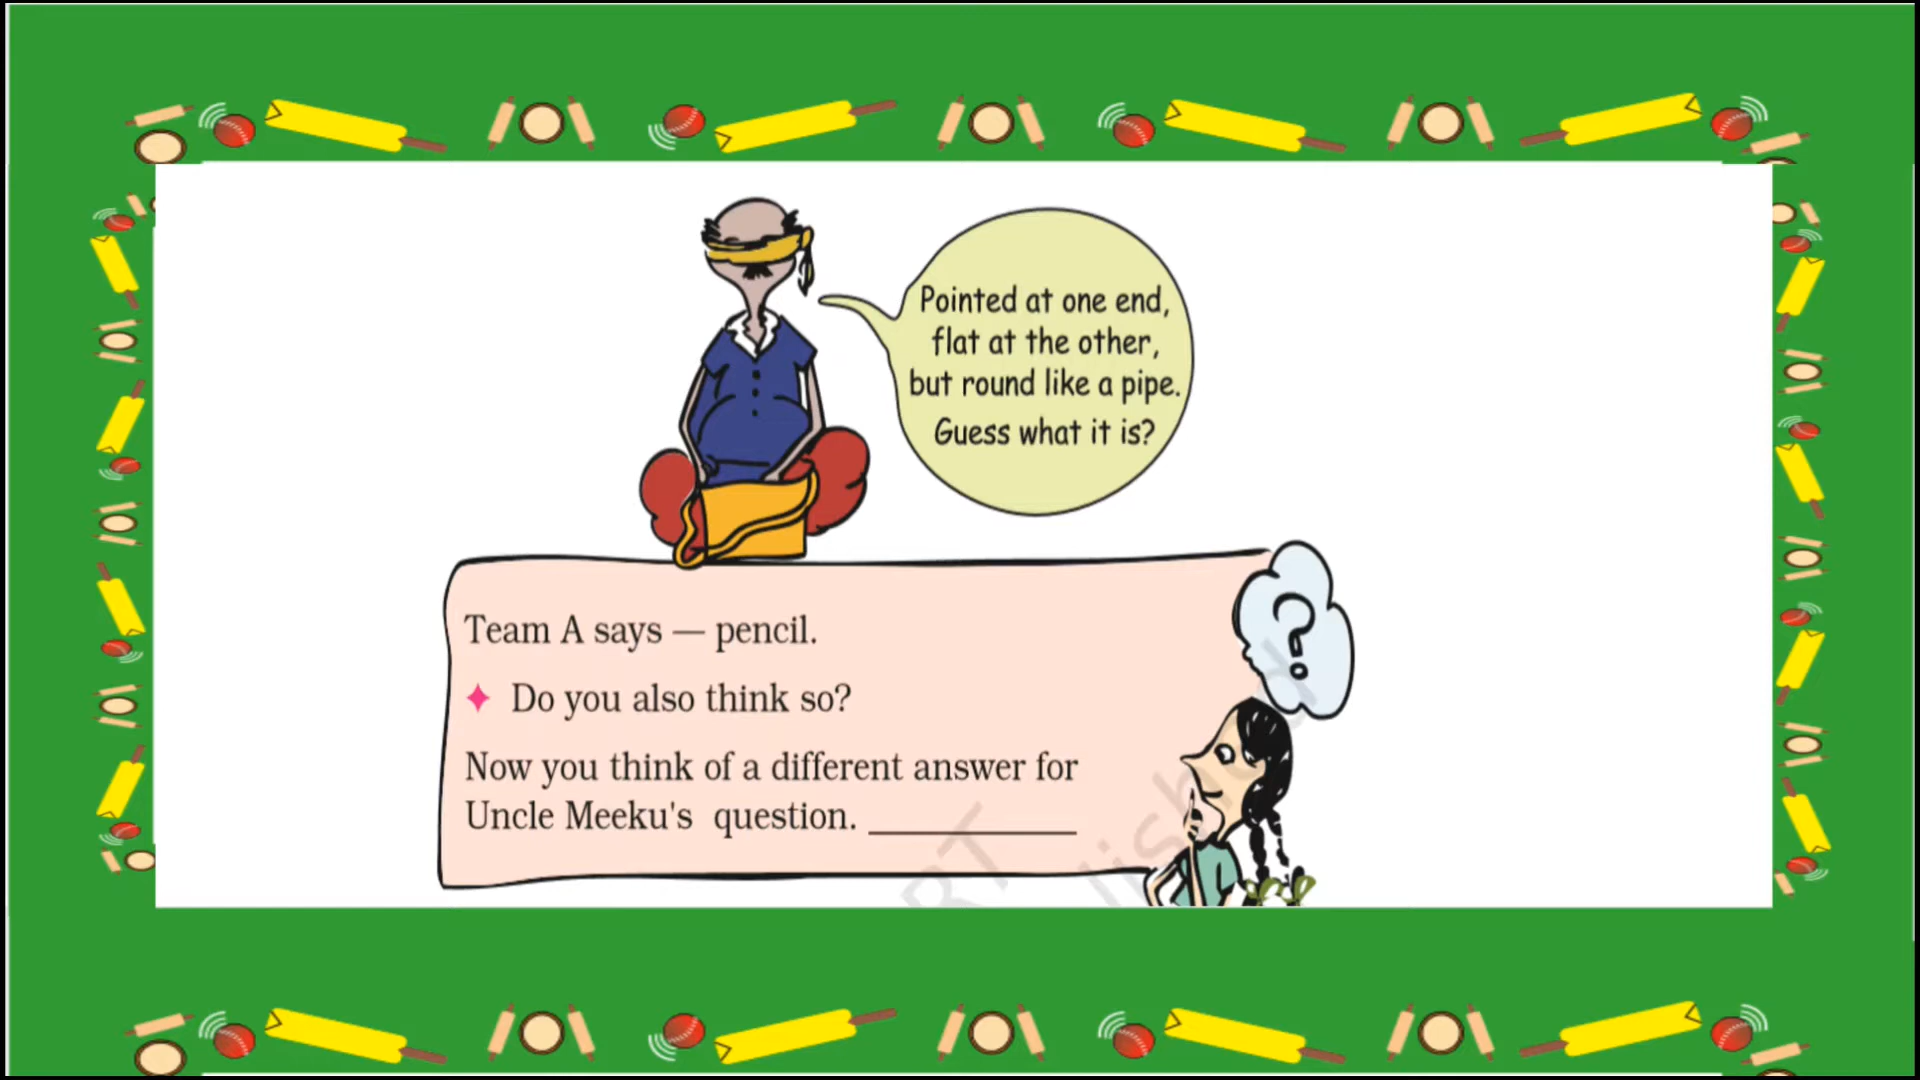 Pointed at one end,
flat at the other,
but round like a pipe.
Guess what it is?
Team A says — pencil.
Do you also think so?
Now you think of a different answer for
Uncle Meeku's question. __________